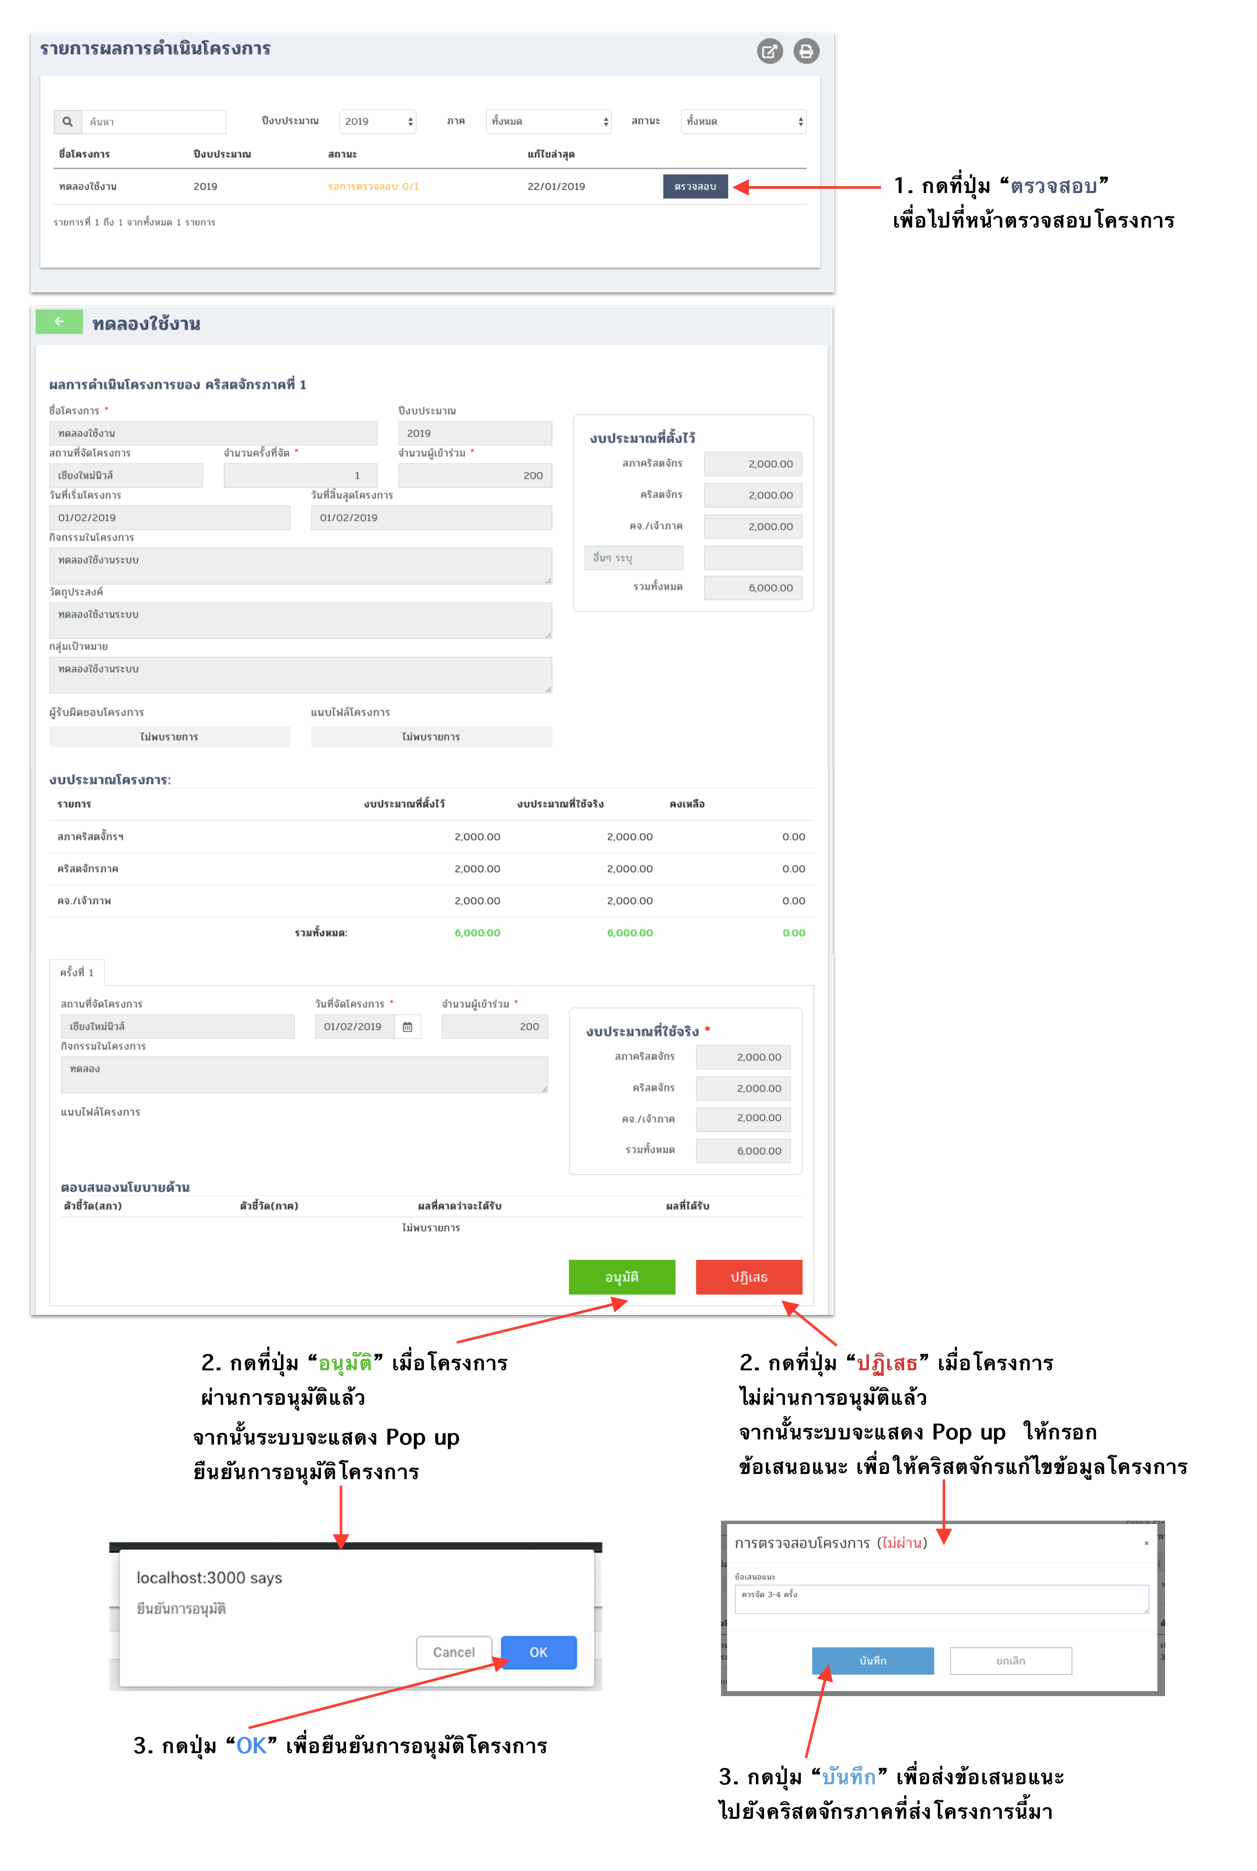 รายการผลการดำเนินโครงการ
ค้นหา ปีงบประมาณ 2019 ภาค ทั้งหมด สถานะ ทั้งหมด
ชื่อโครงการ ปีงบประมาณ สถานะ แก้ไขล่าสุด
ทดลองใช้งาน 2019 รอการตรวจสอบ 0/1 22/01/2019 ตรวจสอบ
รายการที่ 1 ถึง 1 จากทั้งหมด 1 รายการ
1. กดที่ปุ่ม “ตรวจสอบ”
เพื่อไปที่หน้าตรวจสอบโครงการ
ทดลองใช้งาน
ผลการดำเนินโครงการของ คริสตจักรภาคที่ 1
ชื่อโครงการ * ปีงบประมาณ
ทดลองใช้งาน 2019
สถานที่จัดโครงการ จำนวนครั้งที่จัด * จำนวนผู้เข้าร่วม *
เชียงใหม่นิวส์ 1 200
วันที่เริ่มโครงการ วันที่สิ้นสุดโครงการ
01/02/2019 01/02/2019
กิจกรรมในโครงการ
ทดลองใช้งานระบบ
วัตถุประสงค์
ทดลองใช้งานระบบ
กลุ่มเป้าหมาย
ทดลองใช้งานระบบ
ผู้รับผิดชอบโครงการ แนบไฟล์โครงการ
ไม่พบรายการ ไม่พบรายการ
งบประมาณที่ตั้งไว้
สภาคริสตจักร 2,000.00
คริสตจักร 2,000.00
คจ./เจ้าภาค 2,000.00
อื่นๆ ระบุ
รวมทั้งหมด 6,000.00
งบประมาณโครงการ:
รายการ งบประมาณที่ตั้งไว้ งบประมาณที่ใช้จริง คงเหลือ
สภาคริสตจั้กรฯ 2,000.00 2,000.00 0.00
คริสตจักรภาค 2,000.00 2,000.00 0.00
คจ./เจ้าภาพ 2,000.00 2,000.00 0.00
รวมทั้งหมด: 6,000.00 6,000.00 0.00
ครั้งที่ 1
สถานที่จัดโครงการ วันที่จัดโครงการ * จำนวนผู้เข้าร่วม *
เชียงใหม่นิวส์ 01/02/2019 200
กิจกรรมในโครงการ
ทดลอง
แนบไฟล์โครงการ
งบประมาณที่ใช้จริง *
สภาคริสตจักร 2,000.00
คริสตจักร 2,000.00
คจ./เจ้าภาค 2,000.00
รวมทั้งหมด 6,000.00
ตอบสนองนโยบายด้าน
ตัวชี้วัด(สภา) ตัวชี้วัด(ภาค) ผลที่คาดว่าจะได้รับ ผลที่ได้รับ
ไม่พบรายการ
อนุมัติ ปฏิเสธ
2. กดที่ปุ่ม “อนุมัติ” เมื่อโครงการ
ผ่านการอนุมัติแล้ว
จากนั้นระบบจะแสดง Pop up
ยืนยันการอนุมัติโครงการ
2. กดที่ปุ่ม “ปฏิเสธ” เมื่อโครงการ
ไม่ผ่านการอนุมัติแล้ว
จากนั้นระบบจะแสดง Pop up ให้กรอก
ข้อเสนอแนะ เพื่อให้คริสตจักรแก้ไขข้อมูลโครงการ
localhost:3000 says
ยืนยันการอนุมัติ
Cancel OK
การตรวจสอบโครงการ (ไม่ผ่าน) ×
ข้อเสนอแนะ
ควรจัด 3-4 ครั้ง
บันทึก ยกเลิก
3. กดปุ่ม “OK” เพื่อยืนยันการอนุมัติโครงการ
3. กดปุ่ม “บันทึก” เพื่อส่งข้อเสนอแนะ
ไปยังคริสตจักรภาคที่ส่งโครงการนี้มา